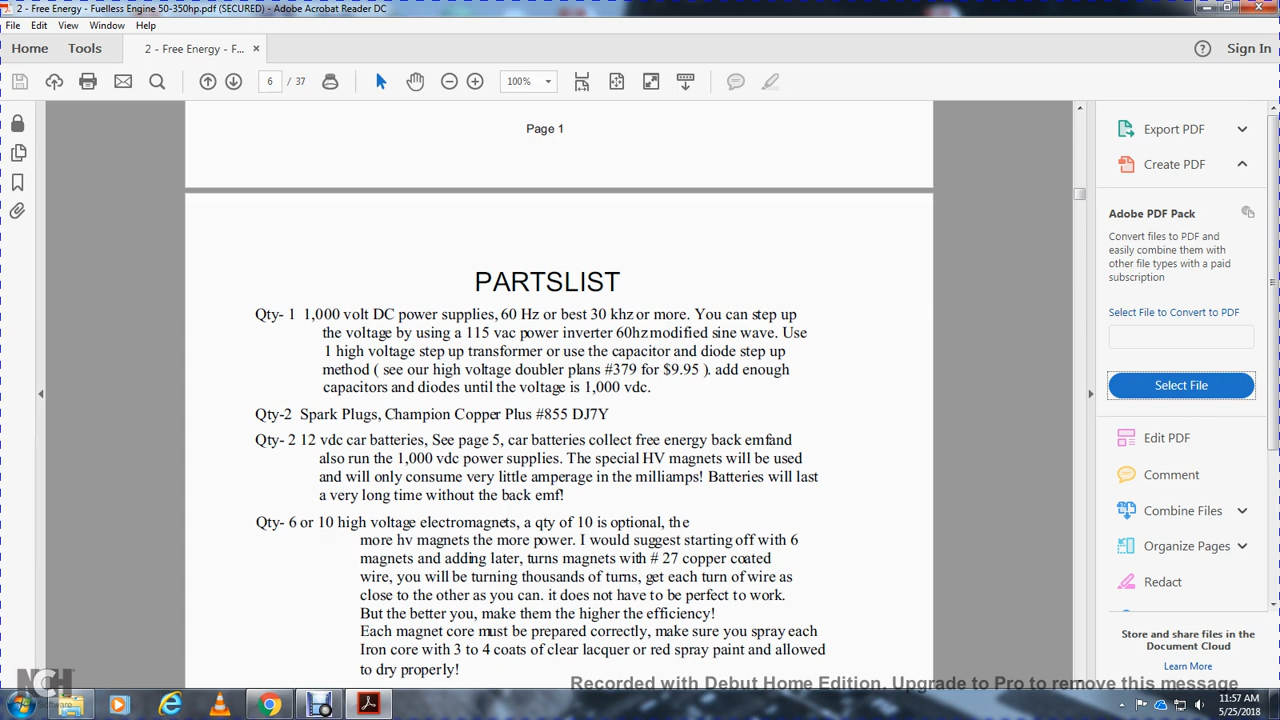 2 - Free Energy - Fuelless Engine 50-350hp.pdf (SECURED) - Adobe Acrobat Reader DC
File Edit View Window Help
Home Tools 2 - Free Energy - F... × Sign In
6 / 37 100%
Page 1
PARTSLIST
Qty- 1 1,000 volt DC power supplies, 60 Hz or best 30 khz or more. You can step up
the voltage by using a 115 vac power inverter 60hz modified sine wave. Use
1 high voltage step up transformer or use the capacitor and diode step up
method ( see our high voltage doubler plans #379 for $9.95 ). add enough
capacitors and diodes until the voltage is 1,000 vdc.
Qty-2 Spark Plugs, Champion Copper Plus #855 DJ7Y
Qty- 2 12 vdc car batteries, See page 5, car batteries collect free energy back emfand
also run the 1,000 vdc power supplies. The special HV magnets will be used
and will only consume very little amperage in the milliamps! Batteries will last
a very long time without the back emf!
Qty- 6 or 10 high voltage electromagnets, a qty of 10 is optional, the
more hv magnets the more power. I would suggest starting off with 6
magnets and adding later, turns magnets with # 27 copper coated
wire, you will be turning thousands of turns, get each turn of wire as
close to the other as you can. it does not have to be perfect to work.
But the better you, make them the higher the efficiency!
Each magnet core must be prepared correctly, make sure you spray each
Iron core with 3 to 4 coats of clear lacquer or red spray paint and allowed
to dry properly!
Export PDF
Create PDF
Adobe PDF Pack
Convert files to PDF and
easily combine them with
other file types with a paid
subscription
Select File to Convert to PDF
Select File
Edit PDF
Comment
Combine Files
Organize Pages
Redact
Store and share files in the
Document Cloud
Learn More
NCH
Software
Recorded with Debut Home Edition. Upgrade to Pro to remove this message
11:57 AM
5/25/2018